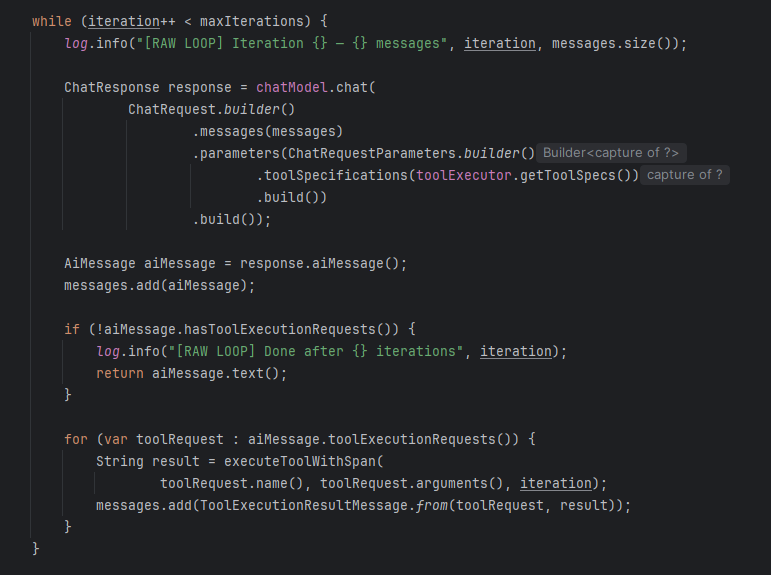 while (iteration++ < maxIterations) {
log.info("[RAW LOOP] Iteration {} — {} messages", iteration, messages.size());
ChatResponse response = chatModel.chat(
ChatRequest.builder()
.messages(messages)
.parameters(ChatRequestParameters.builder() Builder<capture of ?>
.toolSpecifications(toolExecutor.getToolSpecs()) capture of ?
.build())
.build());
AiMessage aiMessage = response.aiMessage();
messages.add(aiMessage);
if (!aiMessage.hasToolExecutionRequests()) {
log.info("[RAW LOOP] Done after {} iterations", iteration);
return aiMessage.text();
}
for (var toolRequest : aiMessage.toolExecutionRequests()) {
String result = executeToolWithSpan(
toolRequest.name(), toolRequest.arguments(), iteration);
messages.add(ToolExecutionResultMessage.from(toolRequest, result));
}
}